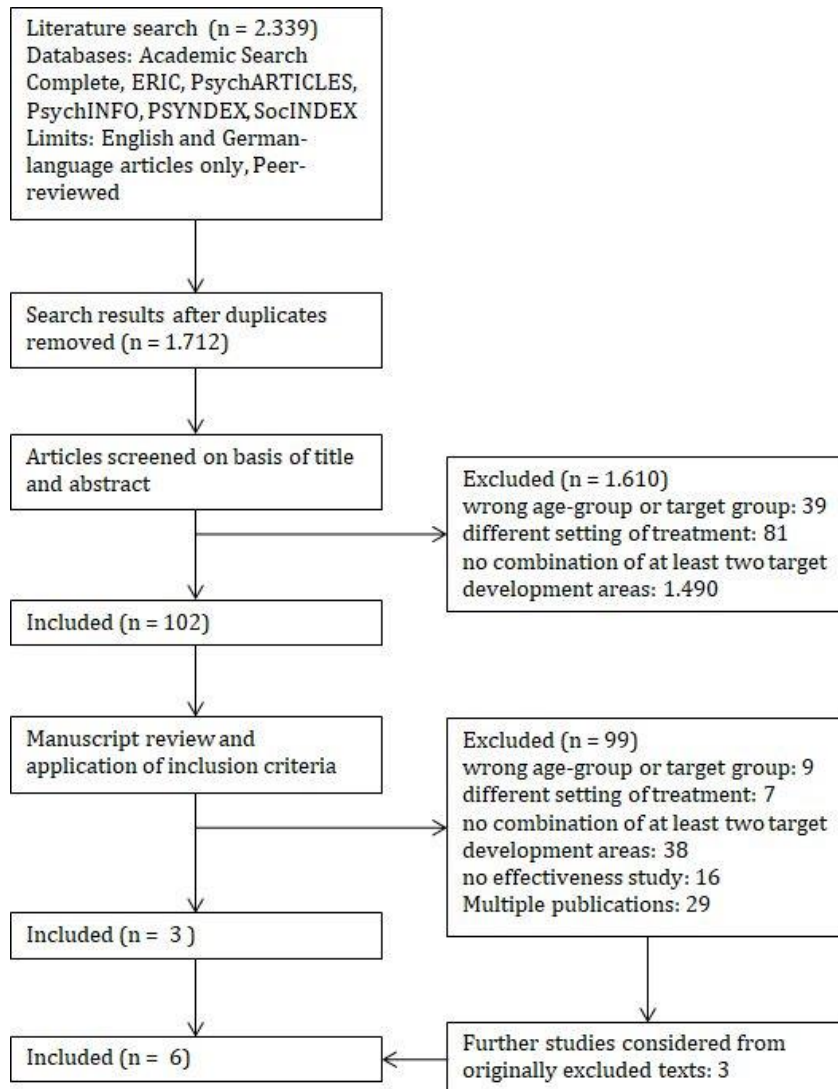 Literature search (n = 2.339)
Databases: Academic Search
Complete, ERIC, PsychARTICLES,
PsychINFO, PSYNDEX, SocINDEX
Limits: English and German-
language articles only, Peer-
reviewed
Search results after duplicates
removed (n = 1.712)
Articles screened on basis of title
and abstract
Excluded (n = 1.610)
wrong age-group or target group: 39
different setting of treatment: 81
no combination of at least two target
development areas: 1.490
Included (n = 102)
Manuscript review and
application of inclusion criteria
Excluded (n = 99)
wrong age-group or target group: 9
different setting of treatment: 7
no combination of at least two target
development areas: 38
no effectiveness study: 16
Multiple publications: 29
Included (n = 3 )
Further studies considered from
originally excluded texts: 3
Included (n = 6)